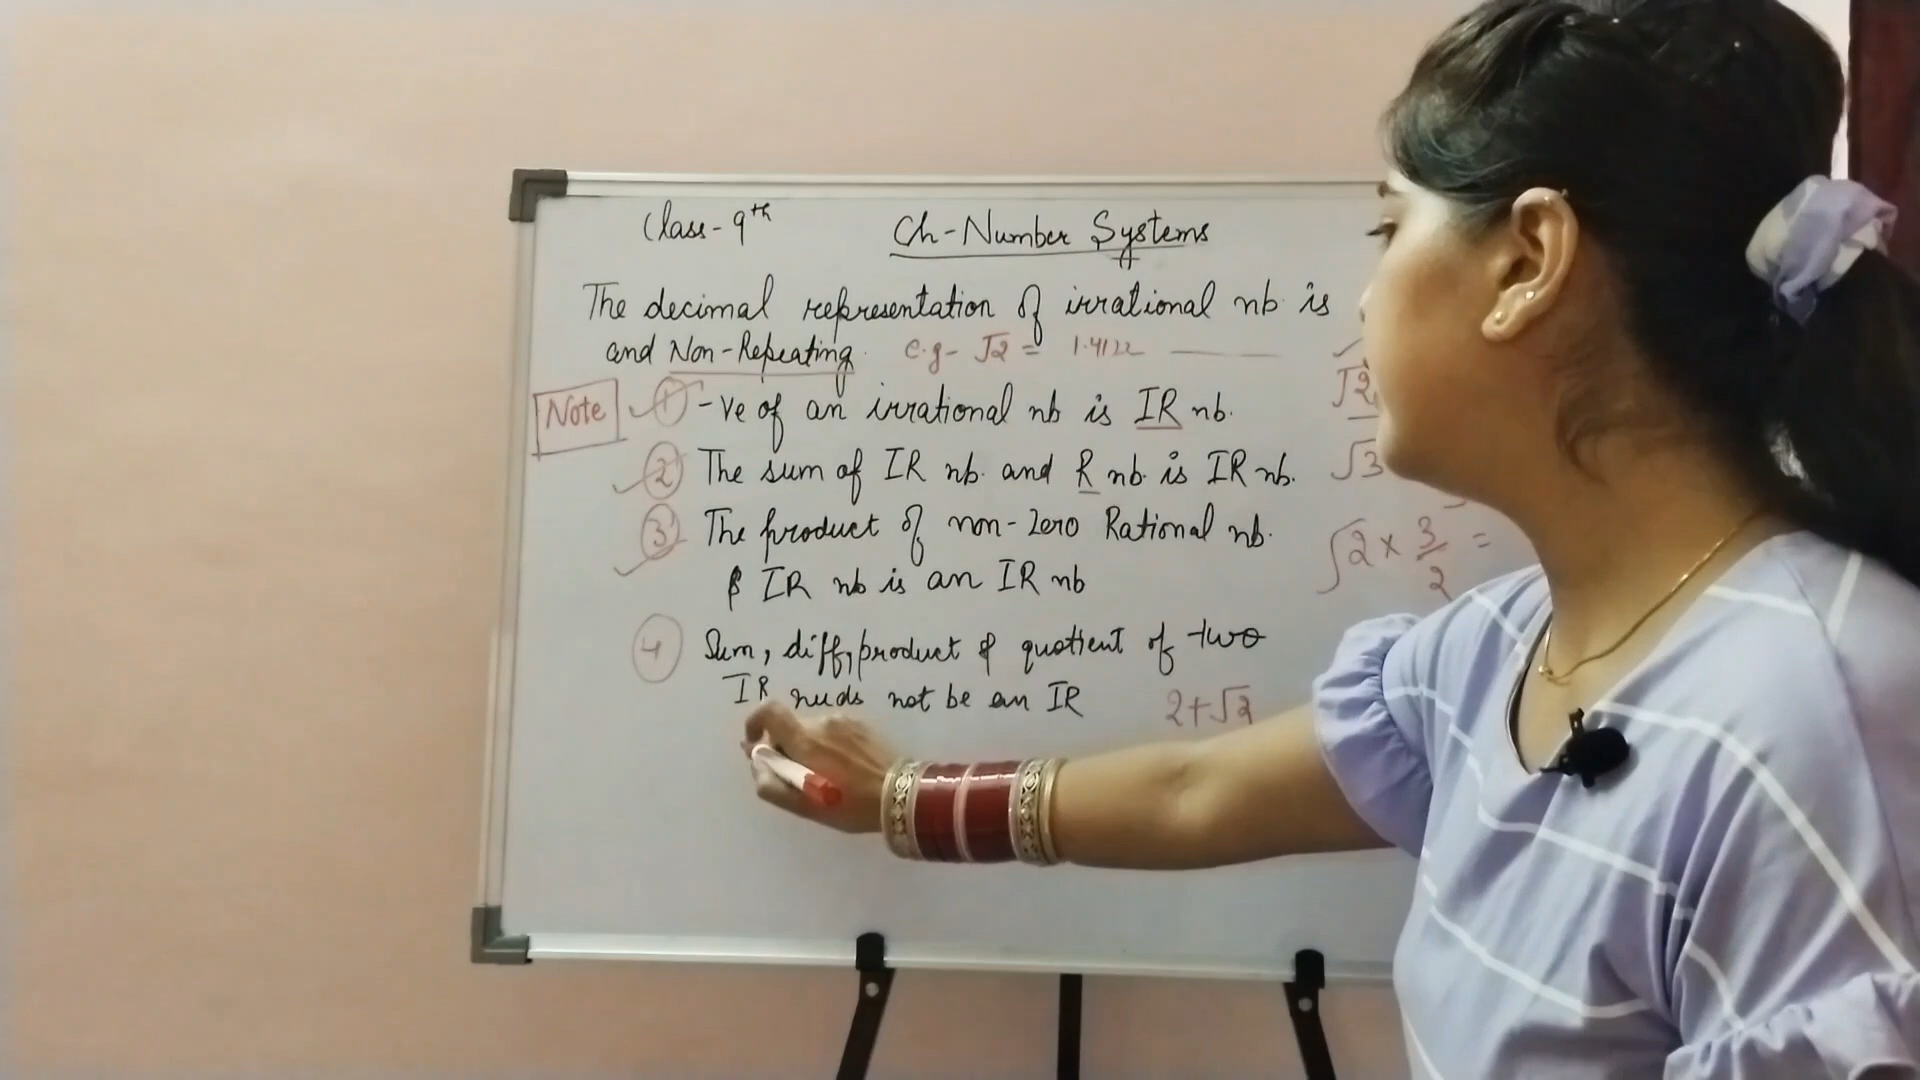 Class-9th Ch-Number Systems
The decimal representation of irrational nb. is
and Non-Repeating. e.g- √2 = 1.4122 ———
Note ① -ve of an irrational nb is IR nb.
√2
② The sum of IR nb. and R nb. is IR nb.
√3
③ The product of non-zero Rational nb.
√2 × 3/2 =
& IR nb is an IR nb
④ Sum, diff, product & quotient of two
IR nuds not be an IR 2+√2